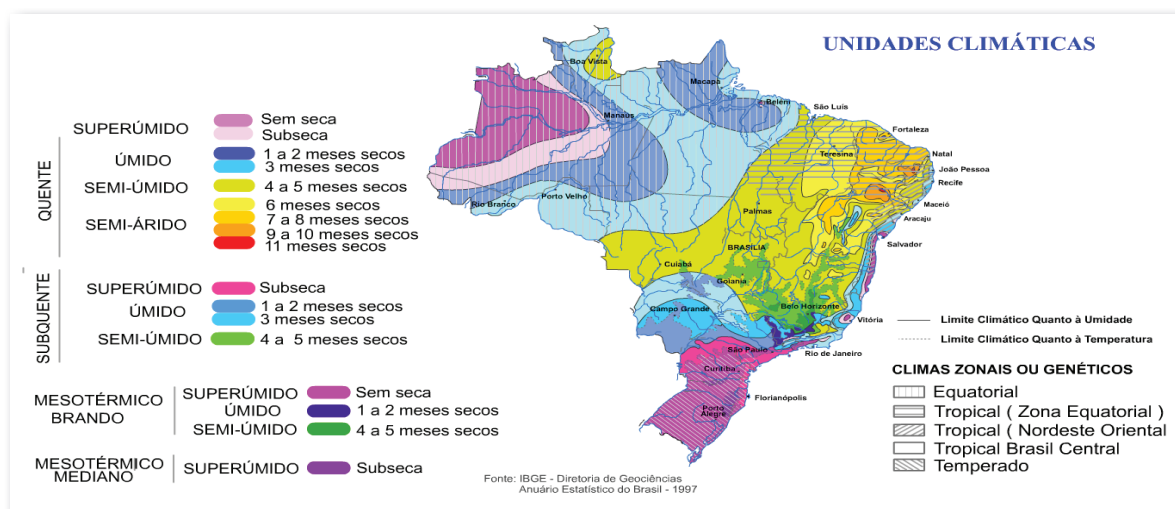 UNIDADES CLIMÁTICAS
QUENTE
SUPERÚMIDO
Sem seca
Subseca
ÚMIDO
1 a 2 meses secos
3 meses secos
SEMI-ÚMIDO
4 a 5 meses secos
SEMI-ÁRIDO
6 meses secos
7 a 8 meses secos
9 a 10 meses secos
11 meses secos
SUBQUENTE
SUPERÚMIDO
Subseca
ÚMIDO
1 a 2 meses secos
3 meses secos
SEMI-ÚMIDO
4 a 5 meses secos
MESOTÉRMICO
BRANDO
SUPERÚMIDO
Sem seca
ÚMIDO
1 a 2 meses secos
SEMI-ÚMIDO
4 a 5 meses secos
MESOTÉRMICO
MEDIANO
SUPERÚMIDO
Subseca
Boa Vista
Macapá
Belém
Manaus
São Luís
Fortaleza
Teresina
Natal
João Pessoa
Recife
Maceió
Aracaju
Salvador
Rio Branco
Porto Velho
Palmas
BRASÍLIA
Cuiabá
Goiania
Belo Horizonte
Campo Grande
Vitória
São Paulo
Rio de Janeiro
Curitiba
Florianópolis
Porto
Alegre
Limite Climático Quanto à Umidade
Limite Climático Quanto à Temperatura
CLIMAS ZONAIS OU GENÉTICOS
Equatorial
Tropical ( Zona Equatorial )
Tropical ( Nordeste Oriental
Tropical Brasil Central
Temperado
Fonte: IBGE - Diretoria de Geociências
Anuário Estatístico do Brasil - 1997